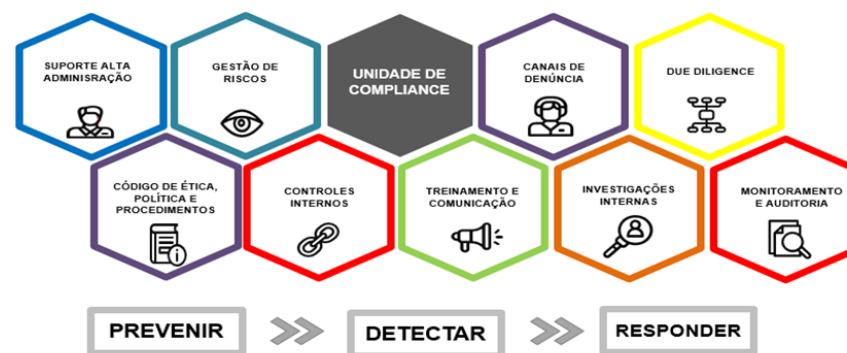 SUPORTE ALTA
ADMINISRAÇÃO
GESTÃO DE
RISCOS
UNIDADE DE
COMPLIANCE
CANAIS DE
DENÚNCIA
DUE DILIGENCE
CÓDIGO DE ÉTICA,
POLÍTICA E
PROCEDIMENTOS
CONTROLES
INTERNOS
TREINAMENTO E
COMUNICAÇÃO
INVESTIGAÇÕES
INTERNAS
MONITORAMENTO
E AUDITORIA
PREVENIR
DETECTAR
RESPONDER